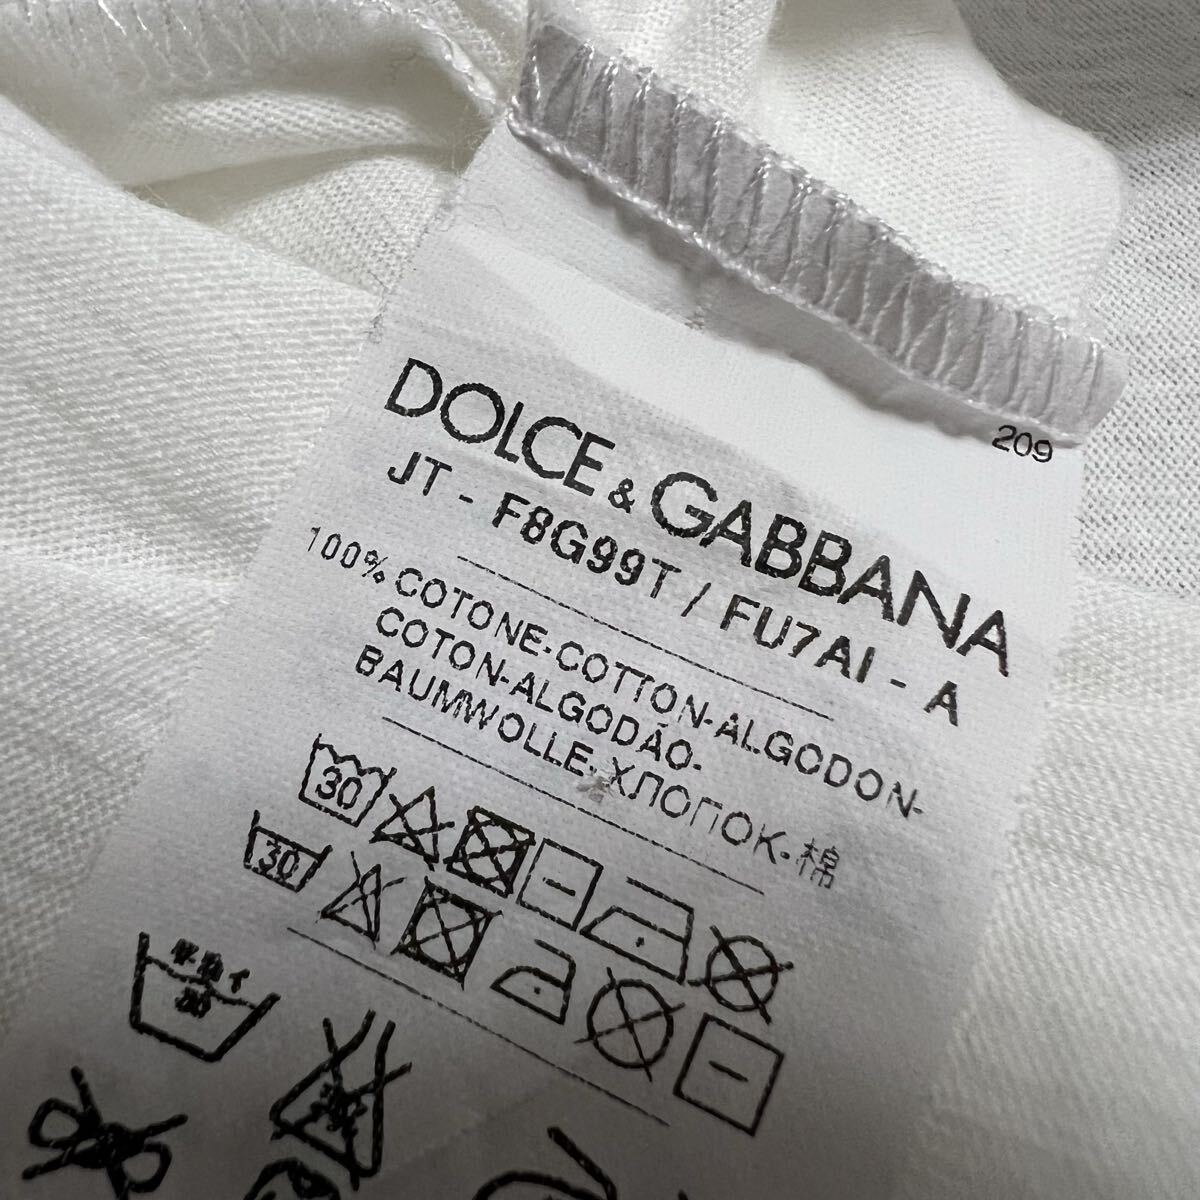 209
DOLCE & GABBANA
JT - F8G99T / FU7AI - A
100% COTONE-COTTON-ALGODON-
COTON-ALGODÃO-
BAUMWOLLE-ХЛОПОК-棉
30
30